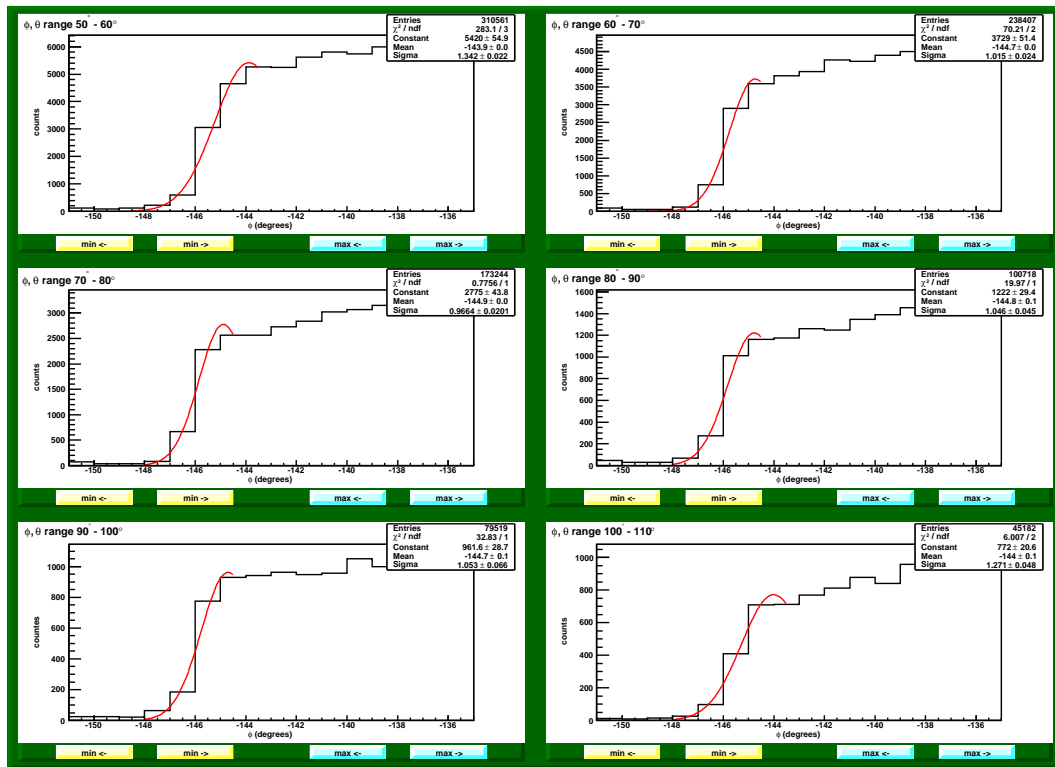 ϕ, θ range 50° - 60°
Entries 310561
χ² / ndf 283.1 / 3
Constant 5420 ± 54.9
Mean -143.9 ± 0.0
Sigma 1.342 ± 0.022
6000
5000
4000
3000
2000
1000
0
counts
-150 -148 -146 -144 -142 -140 -138 -136
ϕ (degrees)
min <- min -> max <- max ->
ϕ, θ range 60° - 70°
Entries 238407
χ² / ndf 70.21 / 2
Constant 3729 ± 51.4
Mean -144.7 ± 0.0
Sigma 1.015 ± 0.024
4500
4000
3500
3000
2500
2000
1500
1000
500
0
counts
-150 -148 -146 -144 -142 -140 -138 -136
ϕ (degrees)
min <- min -> max <- max ->
ϕ, θ range 70° - 80°
Entries 173244
χ² / ndf 0.7756 / 1
Constant 2775 ± 43.8
Mean -144.9 ± 0.0
Sigma 0.9664 ± 0.0201
3000
2500
2000
1500
1000
500
0
counts
-150 -148 -146 -144 -142 -140 -138 -136
ϕ (degrees)
min <- min -> max <- max ->
ϕ, θ range 80° - 90°
Entries 100718
χ² / ndf 19.97 / 1
Constant 1222 ± 29.4
Mean -144.8 ± 0.1
Sigma 1.046 ± 0.045
1600
1400
1200
1000
800
600
400
200
0
counts
-150 -148 -146 -144 -142 -140 -138 -136
ϕ (degrees)
min <- min -> max <- max ->
ϕ, θ range 90° - 100°
Entries 79519
χ² / ndf 32.83 / 1
Constant 961.6 ± 28.7
Mean -144.7 ± 0.1
Sigma 1.053 ± 0.066
1000
800
600
400
200
0
countes
-150 -148 -146 -144 -142 -140 -138 -136
ϕ (degrees)
min <- min -> max <- max ->
ϕ, θ range 100° - 110°
Entries 45182
χ² / ndf 6.007 / 2
Constant 772 ± 20.6
Mean -144 ± 0.1
Sigma 1.271 ± 0.048
1000
800
600
400
200
0
counts
-150 -148 -146 -144 -142 -140 -138 -136
ϕ (degrees)
min <- min -> max <- max ->